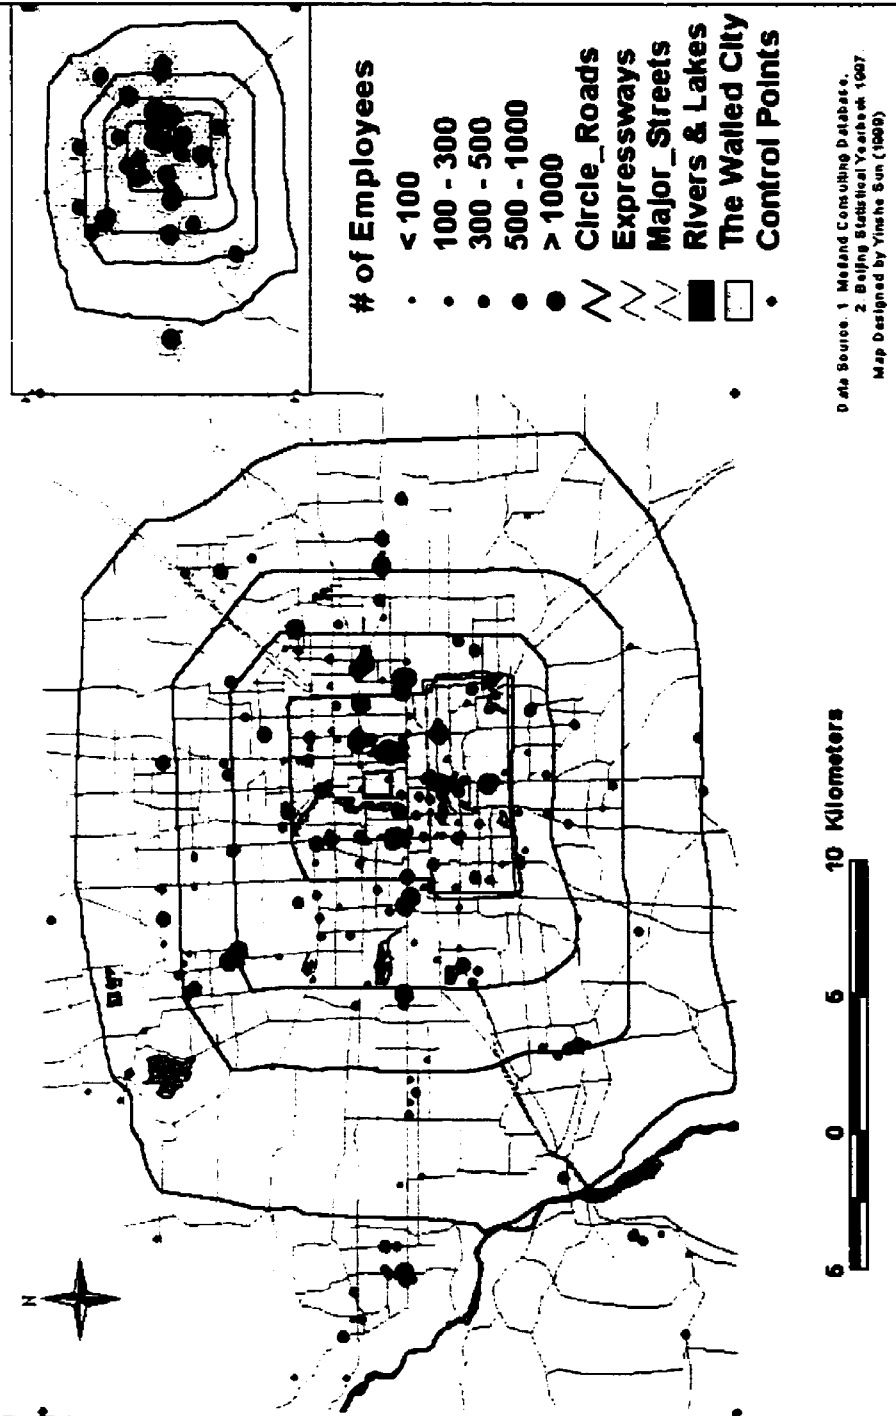 # of Employees
< 100
100 - 300
300 - 500
500 - 1000
> 1000
Circle_Roads
Expressways
Major_Streets
Rivers & Lakes
The Walled City
Control Points
N
5 0 5 10 Kilometers
Data Source. 1 Meland Consulting Database,
2. Beijing Statistical Yearbook 1997
Map Designed by Yinshe Sun (1999)